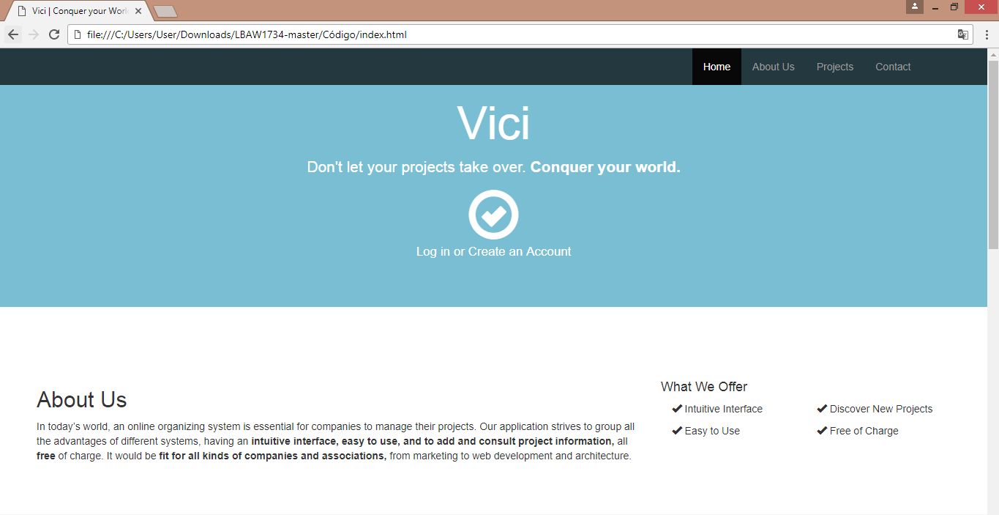 Vici | Conquer your Worl
file:///C:/Users/User/Downloads/LBAW1734-master/Código/index.html
Home About Us Projects Contact
Vici
Don't let your projects take over. Conquer your world.
Log in or Create an Account
About Us
In today’s world, an online organizing system is essential for companies to manage their projects. Our application strives to group all
the advantages of different systems, having an intuitive interface, easy to use, and to add and consult project information, all
free of charge. It would be fit for all kinds of companies and associations, from marketing to web development and architecture.
What We Offer
Intuitive Interface Discover New Projects
Easy to Use Free of Charge